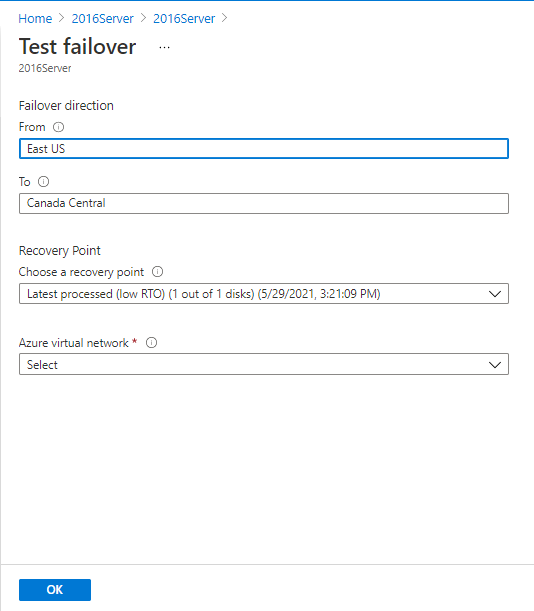 Home > 2016Server > 2016Server >
Test failover ...
2016Server
Failover direction
From
East US
To
Canada Central
Recovery Point
Choose a recovery point
Latest processed (low RTO) (1 out of 1 disks) (5/29/2021, 3:21:09 PM)
Azure virtual network *
Select
OK